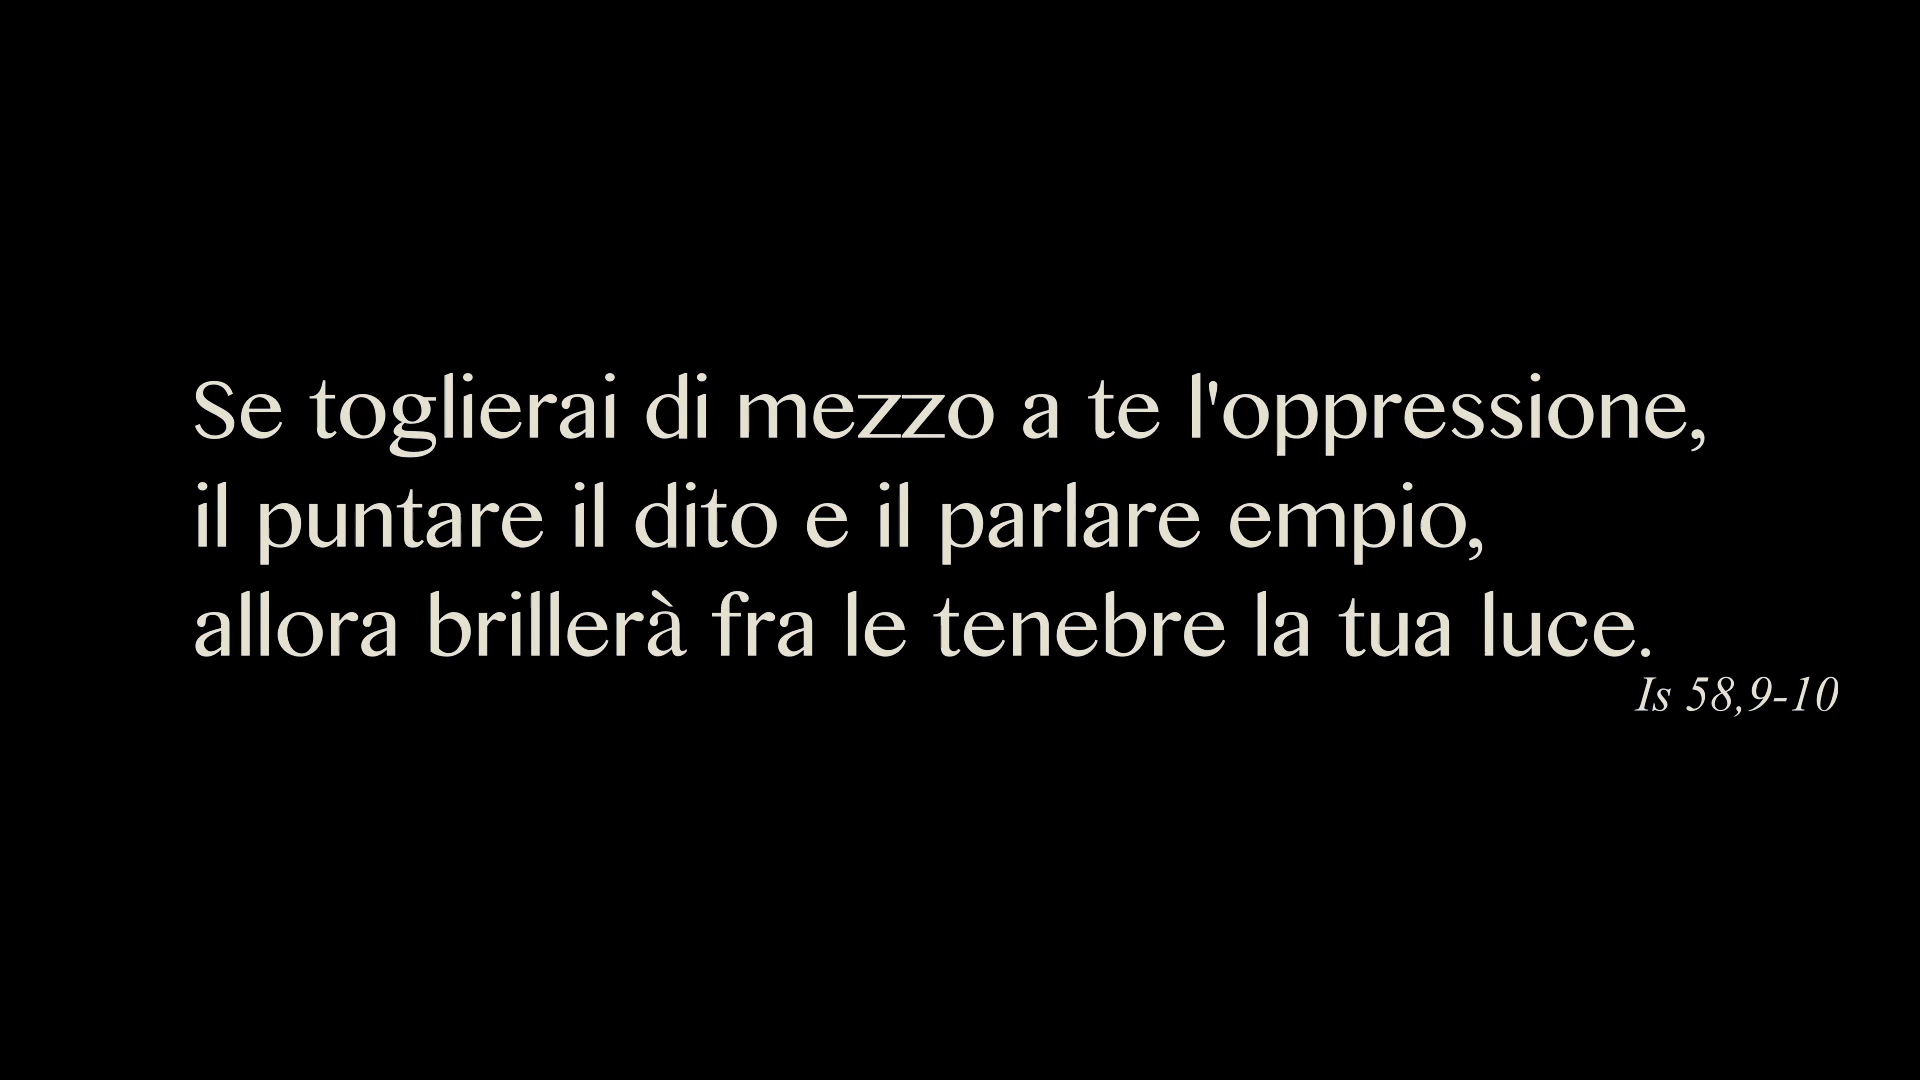 Se toglierai di mezzo a te l'oppressione,
il puntare il dito e il parlare empio,
allora brillerà fra le tenebre la tua luce.
Is 58,9-10